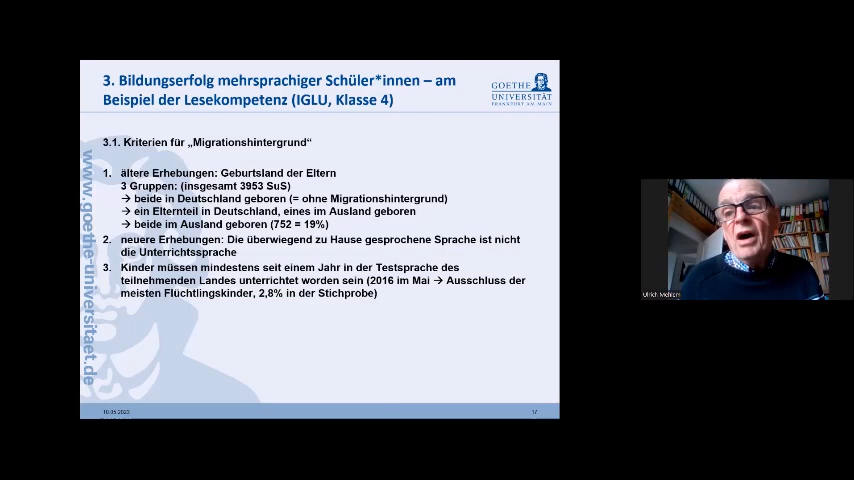 3. Bildungserfolg mehrsprachiger Schüler*innen – am
Beispiel der Lesekompetenz (IGLU, Klasse 4)
GOETHE
UNIVERSITÄT
FRANKFURT AM MAIN
3.1. Kriterien für „Migrationshintergrund“
1. ältere Erhebungen: Geburtsland der Eltern
3 Gruppen: (insgesamt 3953 SuS)
→ beide in Deutschland geboren (= ohne Migrationshintergrund)
→ ein Elternteil in Deutschland, eines im Ausland geboren
→ beide im Ausland geboren (752 = 19%)
2. neuere Erhebungen: Die überwiegend zu Hause gesprochene Sprache ist nicht
die Unterrichtssprache
3. Kinder müssen mindestens seit einem Jahr in der Testsprache des
teilnehmenden Landes unterrichtet worden sein (2016 im Mai → Ausschluss der
meisten Flüchtlingskinder, 2,8% in der Stichprobe)
www.goethe-universitaet.de
10.05.2023
17
Ulrich Mehlem